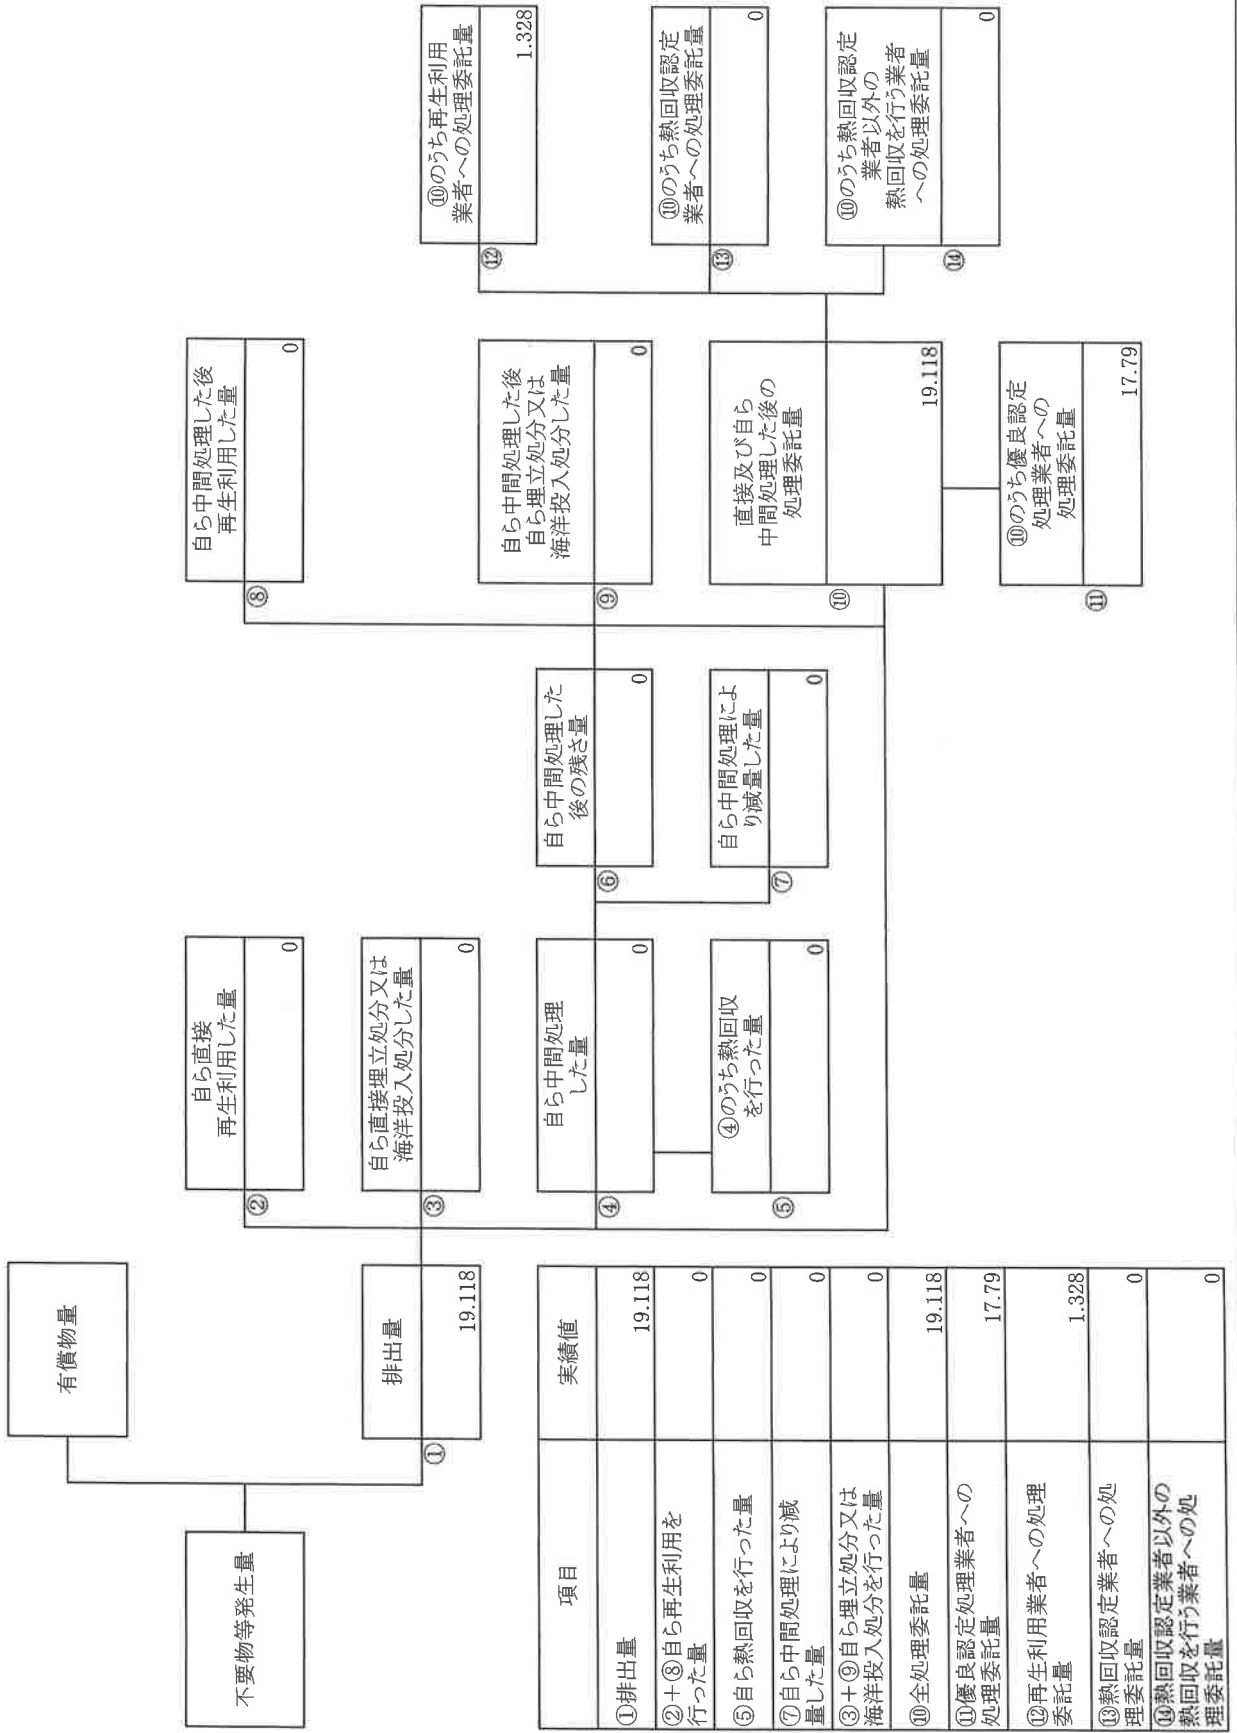 不要物等発生量
有償物量
排出量
①
19.118
自ら直接
再生利用した量
②
0
自ら直接埋立処分又は
海洋投入処分した量
③
0
自ら中間処理
した量
④
0
④のうち熱回収
を行った量
⑤
0
自ら中間処理した
後の残さ量
⑥
0
自ら中間処理によ
り減量した量
⑦
0
自ら中間処理した後
再生利用した量
⑧
0
自ら中間処理した後
自ら埋立処分又は
海洋投入処分した量
⑨
0
直接及び自ら
中間処理した後の
処理委託量
⑩
19.118
⑩のうち優良認定
処理業者への
処理委託量
⑪
17.79
⑩のうち再生利用
業者への処理委託量
⑫
1.328
⑩のうち熱回収認定
業者への処理委託量
⑬
0
⑩のうち熱回収認定
業者以外の
熱回収を行う業者
への処理委託量
⑭
0
項目 実績値
①排出量 19.118
②+⑧自ら再生利用を
行った量 0
⑤自ら熱回収を行った量 0
⑦自ら中間処理により減
量した量 0
③+⑨自ら埋立処分又は
海洋投入処分を行った量 0
⑩全処理委託量 19.118
⑪優良認定処理業者への
処理委託量 17.79
⑫再生利用業者への処理
委託量 1.328
⑬熱回収認定業者への処
理委託量 0
⑭熱回収認定業者以外の
熱回収を行う業者への処
理委託量 0